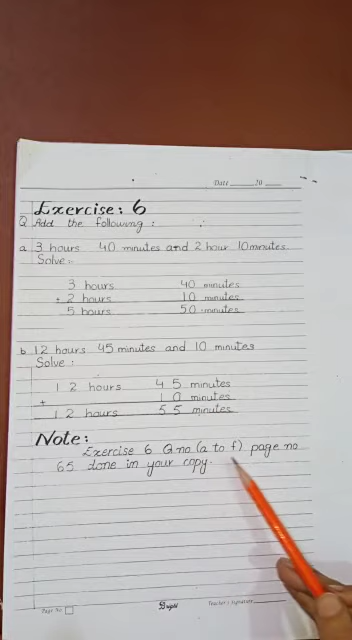 Date ______ 20 ____
Exercise: 6
Q Add the following :
a 3 hours 40 minutes and 2 hour 10 minutes.
Solve :-
3 hours 40 minutes
+ 2 hours 10 minutes
5 hours 50 minutes
b 12 hours 45 minutes and 10 minutes
Solve :
12 hours 45 minutes
+ 10 minutes
12 hours 55 minutes
Note:
Exercise 6 Q no (a to f) page no
65 done in your copy.
Page No
Bright
Teacher's Signature